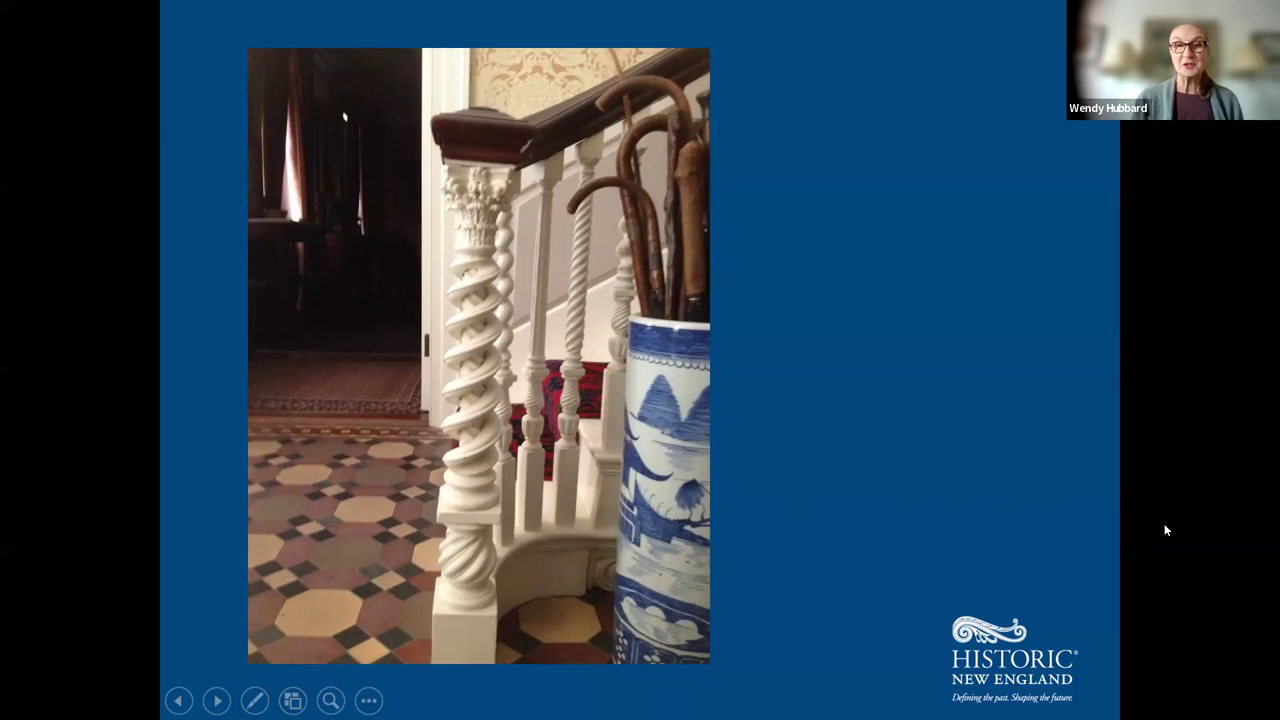 Wendy Hubbard
HISTORIC®
NEW ENGLAND
Defining the past. Shaping the future.